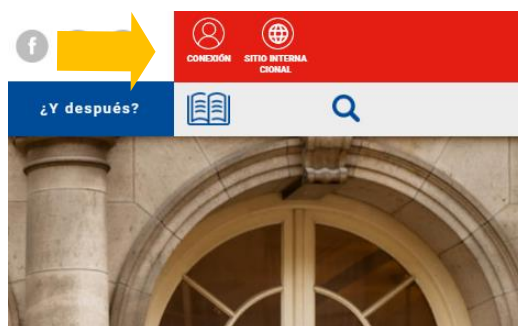 f
CONEXIÓN
SITIO INTERNA
CIONAL
¿Y después?